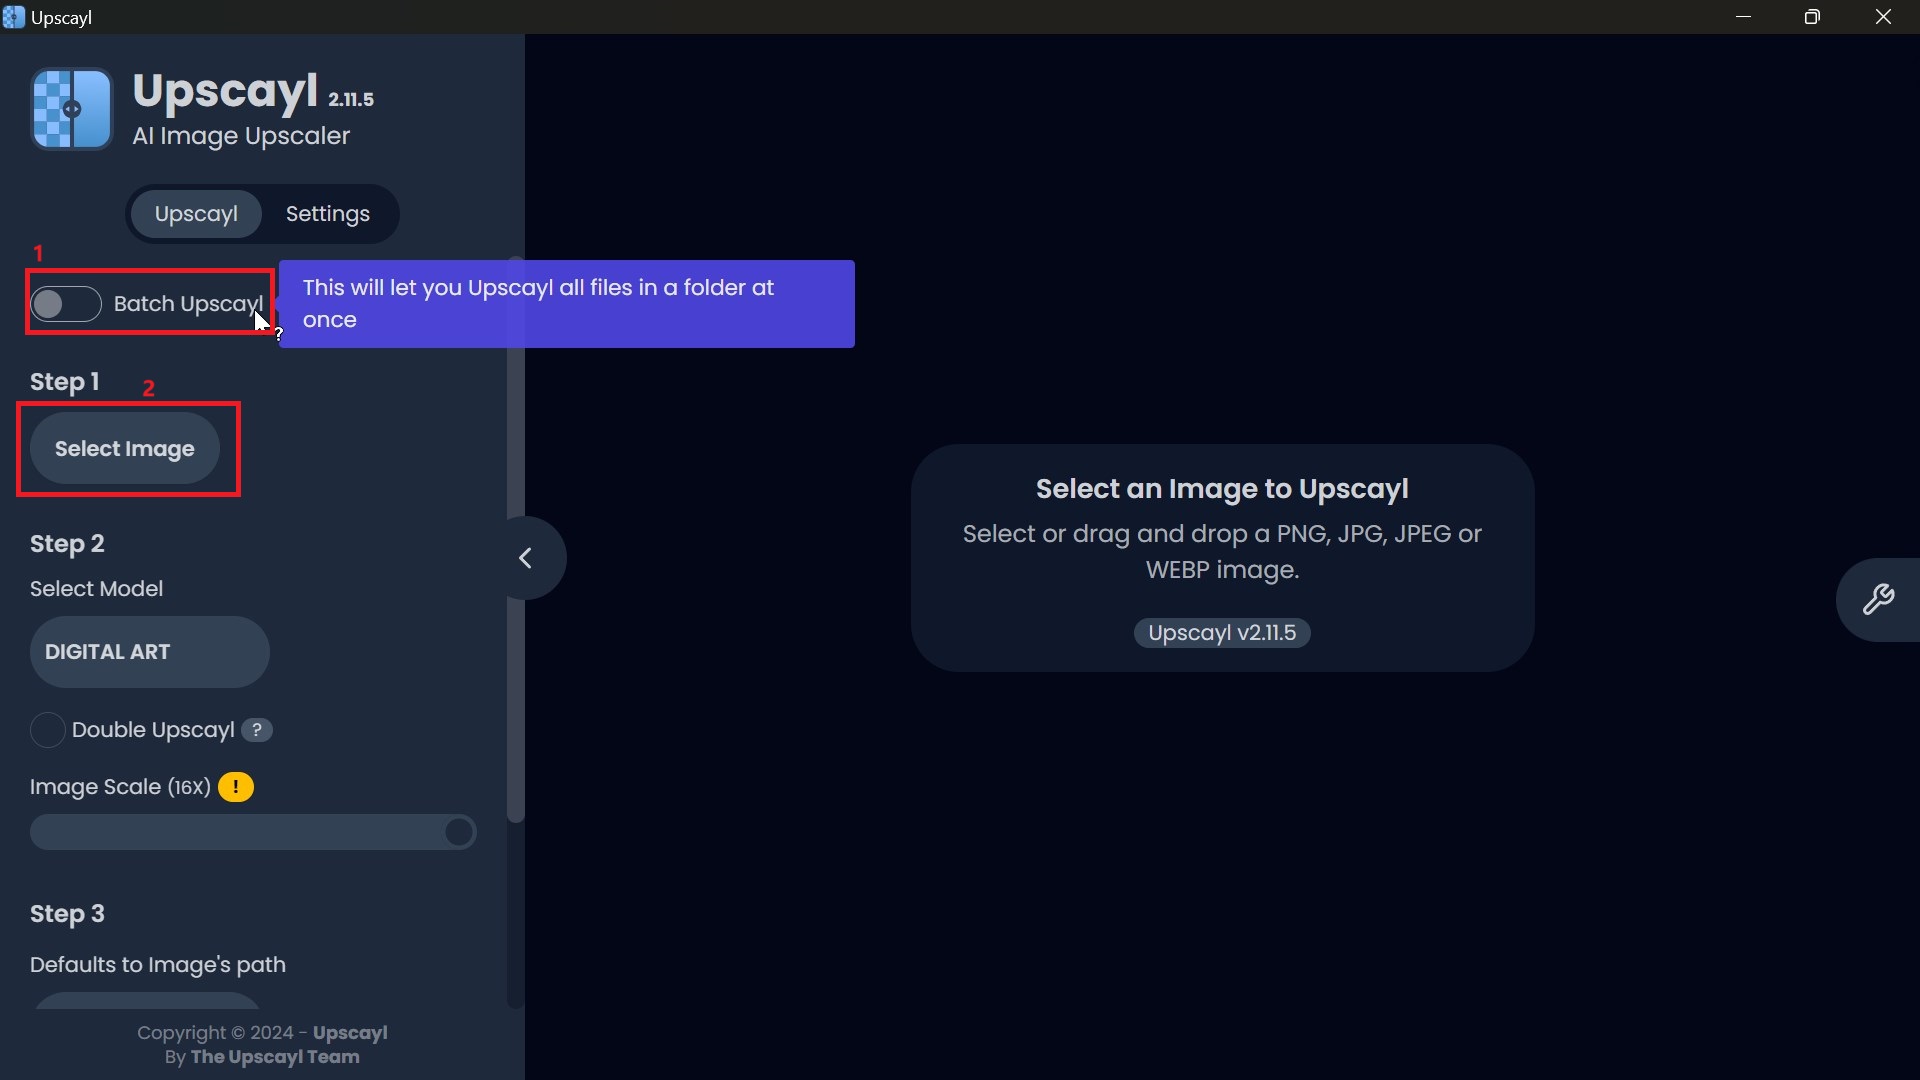 Upscayl
Upscayl 2.11.5
AI Image Upscaler
Upscayl Settings
1
Batch Upscayl
This will let you Upscayl all files in a folder at
once
?
Step 1
2
Select Image
Step 2
Select Model
DIGITAL ART
Double Upscayl ?
Image Scale (16X) !
Step 3
Defaults to Image's path
Copyright © 2024 - Upscayl
By The Upscayl Team
Select an Image to Upscayl
Select or drag and drop a PNG, JPG, JPEG or
WEBP image.
Upscayl v2.11.5